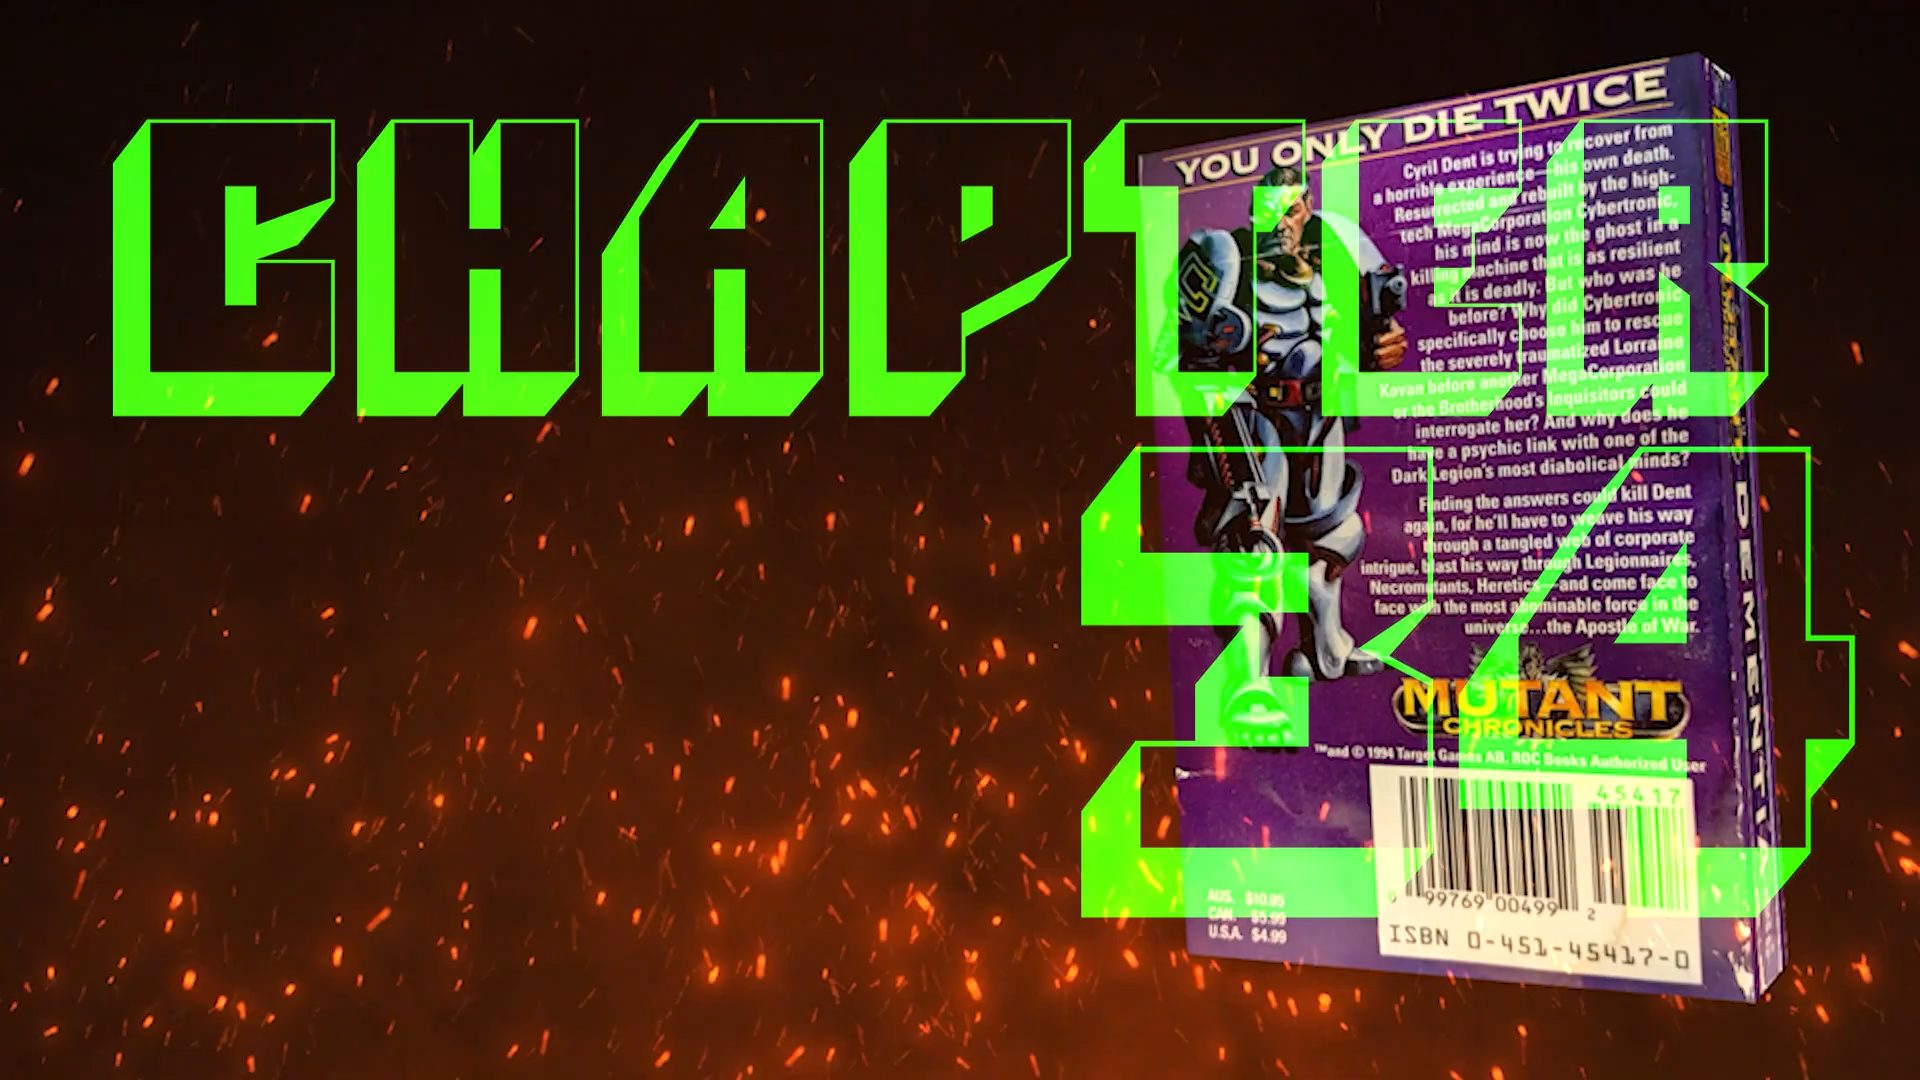 CHAPTER
24
YOU ONLY DIE TWICE
Cyril Dent is trying to recover from
a horrible experience—his own death.
Resurrected and rebuilt by the high-
tech MegaCorporation Cybertronic,
his mind is now the ghost in a
killing machine that is as resilient
as it is deadly. But who was he
before? Why did Cybertronic
specifically choose him to rescue
the severely traumatized Lorraine
Kovan before another MegaCorporation
or the Brotherhood's Inquisitors could
interrogate her? And why does he
have a psychic link with one of the
Dark Legion's most diabolical minds?
Finding the answers could kill Dent
again, for he'll have to weave his way
through a tangled web of corporate
intrigue, blast his way through Legionnaires,
Necromutants, Heretics—and come face to
face with the most abominable force in the
universe...the Apostle of War.
MUTANT
CHRONICLES
™and © 1994 Target Games AB. ROC Books Authorized User
45417
0 99769 00499 2
ISBN 0-451-45417-0
AUS. $10.95
CAN. $5.99
U.S.A. $4.99
DEMENTIA